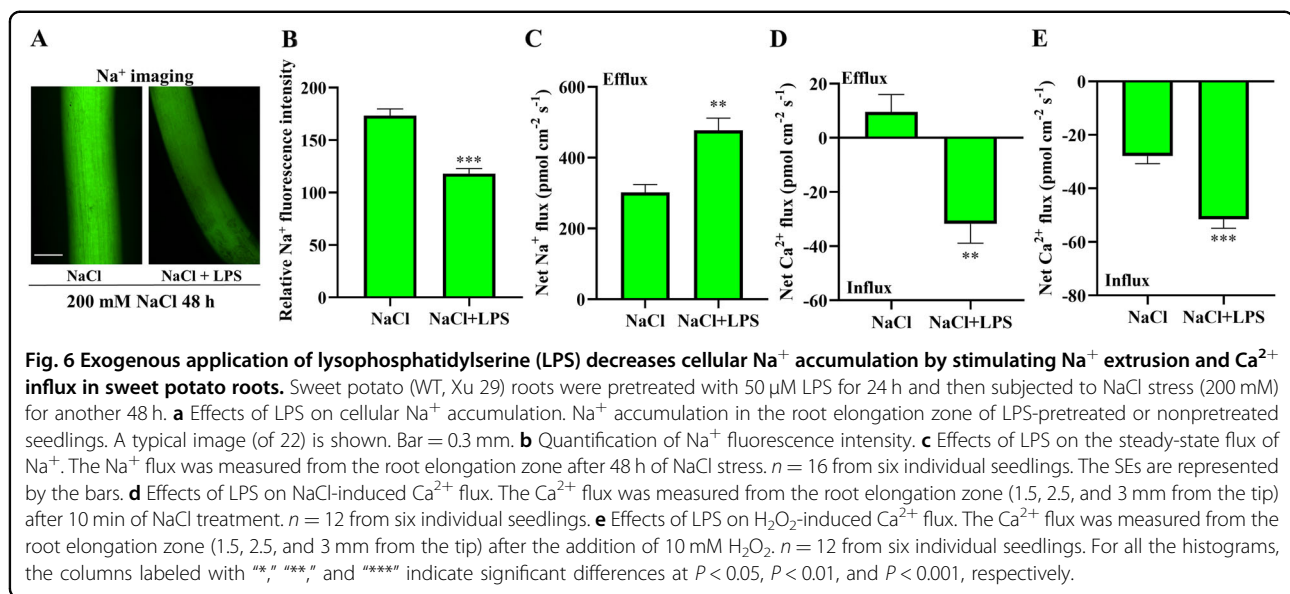 A
Na⁺ imaging
NaCl
NaCl + LPS
200 mM NaCl 48 h
B
Relative Na⁺ fluorescence intensity
200
150
100
50
0
***
NaCl
NaCl+LPS
C
Net Na⁺ flux (pmol cm⁻² s⁻¹)
600
400
200
0
Efflux
**
NaCl
NaCl+LPS
D
Net Ca²⁺ flux (pmol cm⁻² s⁻¹)
20
0
-20
-40
-60
Efflux
**
Influx
NaCl
NaCl+LPS
E
Net Ca²⁺ flux (pmol cm⁻² s⁻¹)
0
-20
-40
-60
-80
***
Influx
NaCl
NaCl+LPS
Fig. 6 Exogenous application of lysophosphatidylserine (LPS) decreases cellular Na⁺ accumulation by stimulating Na⁺ extrusion and Ca²⁺
influx in sweet potato roots. Sweet potato (WT, Xu 29) roots were pretreated with 50 μM LPS for 24 h and then subjected to NaCl stress (200 mM)
for another 48 h. a Effects of LPS on cellular Na⁺ accumulation. Na⁺ accumulation in the root elongation zone of LPS-pretreated or nonpretreated
seedlings. A typical image (of 22) is shown. Bar = 0.3 mm. b Quantification of Na⁺ fluorescence intensity. c Effects of LPS on the steady-state flux of
Na⁺. The Na⁺ flux was measured from the root elongation zone after 48 h of NaCl stress. n = 16 from six individual seedlings. The SEs are represented
by the bars. d Effects of LPS on NaCl-induced Ca²⁺ flux. The Ca²⁺ flux was measured from the root elongation zone (1.5, 2.5, and 3 mm from the tip)
after 10 min of NaCl treatment. n = 12 from six individual seedlings. e Effects of LPS on H₂O₂-induced Ca²⁺ flux. The Ca²⁺ flux was measured from the
root elongation zone (1.5, 2.5, and 3 mm from the tip) after the addition of 10 mM H₂O₂. n = 12 from six individual seedlings. For all the histograms,
the columns labeled with “*,” “**,” and “***” indicate significant differences at P < 0.05, P < 0.01, and P < 0.001, respectively.